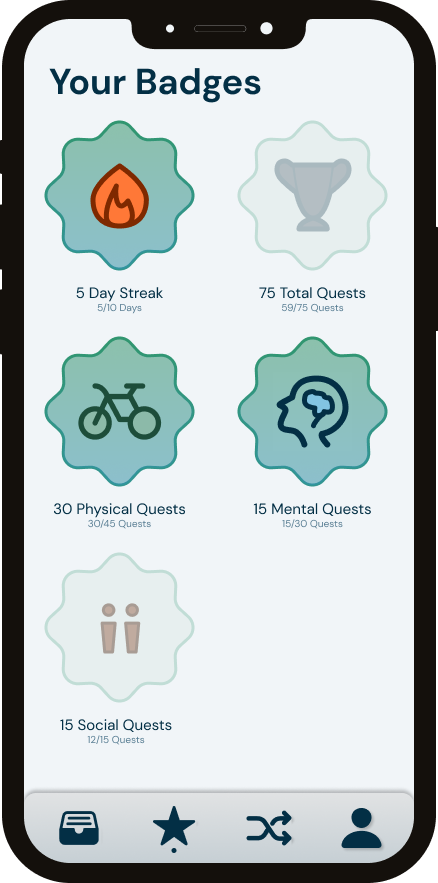 Your Badges
5 Day Streak
5/10 Days
75 Total Quests
59/75 Quests
30 Physical Quests
30/45 Quests
15 Mental Quests
15/30 Quests
15 Social Quests
12/15 Quests